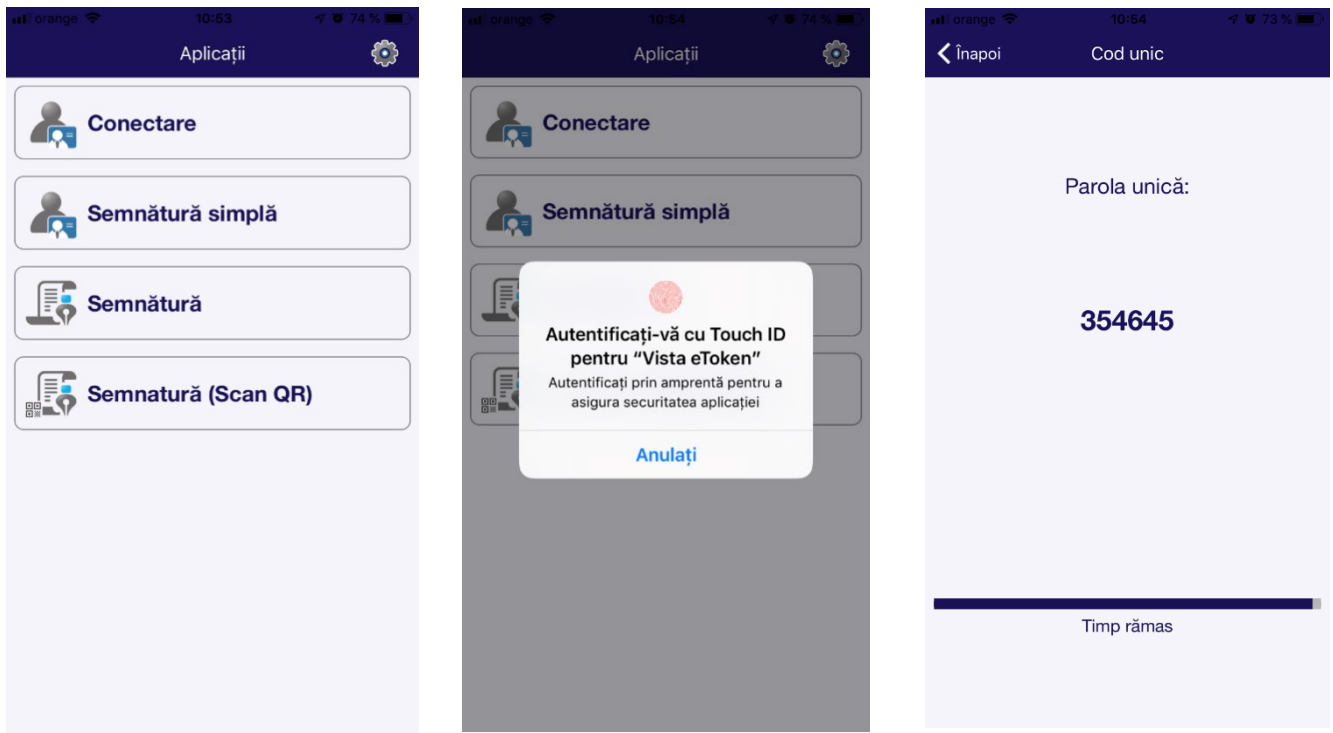 orange 10:53 74 %
Aplicații
Conectare
Semnătură simplă
Semnătură
Semnatură (Scan QR)
orange 10:54 74 %
Aplicații
Conectare
Semnătură simplă
Autentificați-vă cu Touch ID
pentru “Vista eToken”
Autentificați prin amprentă pentru a
asigura securitatea aplicației
Anulați
orange 10:54 73 %
Înapoi Cod unic
Parola unică:
354645
Timp rămas